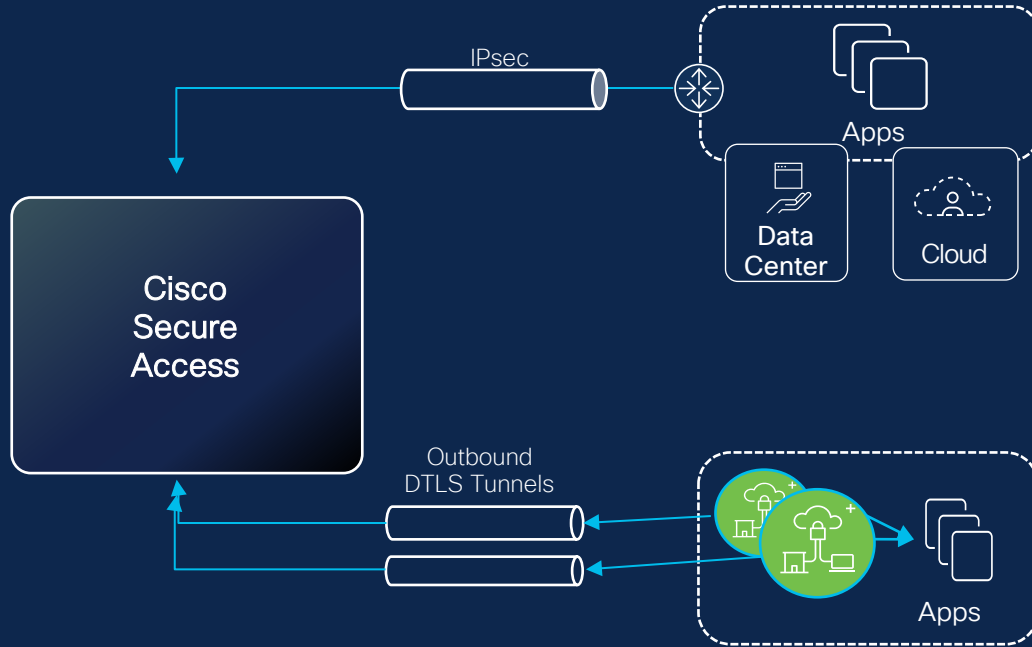 IPsec
Apps
Data
Center
Cloud
Cisco
Secure
Access
Outbound
DTLS Tunnels
Apps